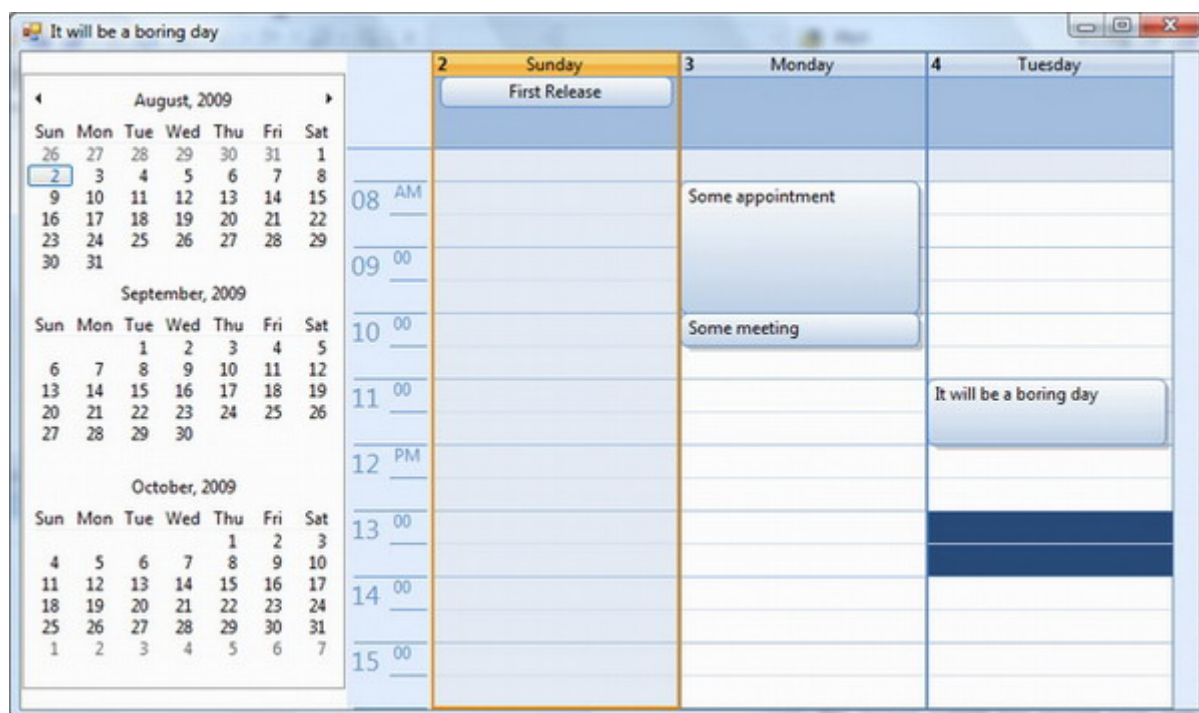 It will be a boring day
August, 2009
Sun Mon Tue Wed Thu Fri Sat
26 27 28 29 30 31 1
2 3 4 5 6 7 8
9 10 11 12 13 14 15
16 17 18 19 20 21 22
23 24 25 26 27 28 29
30 31
September, 2009
Sun Mon Tue Wed Thu Fri Sat
1 2 3 4 5
6 7 8 9 10 11 12
13 14 15 16 17 18 19
20 21 22 23 24 25 26
27 28 29 30
October, 2009
Sun Mon Tue Wed Thu Fri Sat
1 2 3
4 5 6 7 8 9 10
11 12 13 14 15 16 17
18 19 20 21 22 23 24
25 26 27 28 29 30 31
1 2 3 4 5 6 7
2 Sunday 3 Monday 4 Tuesday
First Release
08 AM
Some appointment
09 00
10 00
Some meeting
11 00
It will be a boring day
12 PM
13 00
14 00
15 00